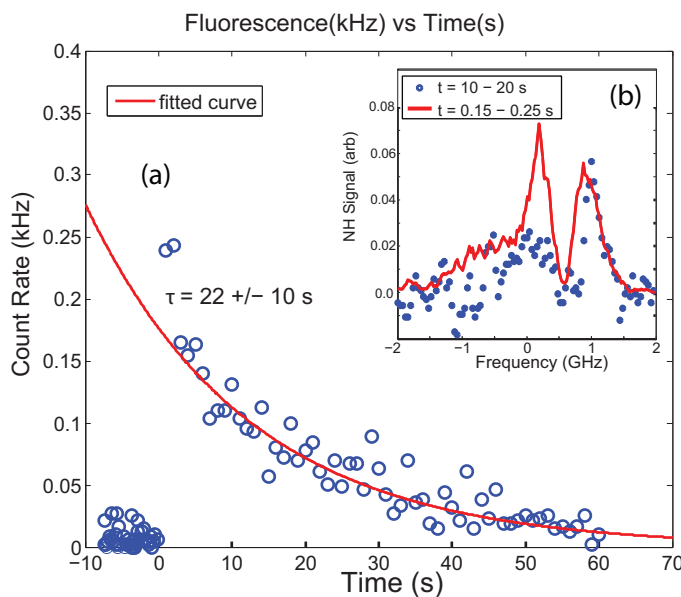 Fluorescence(kHz) vs Time(s)
0.4
0.35
0.3
0.25
0.2
0.15
0.1
0.05
0
Count Rate (kHz)
fitted curve
(a)
τ = 22 +/− 10 s
−10
0
10
20
30
40
50
60
70
Time (s)
t = 10 − 20 s
t = 0.15 − 0.25 s
(b)
0.08
0.06
0.04
0.02
0.0
NH Signal (arb)
−2
−1
0
1
2
Frequency (GHz)